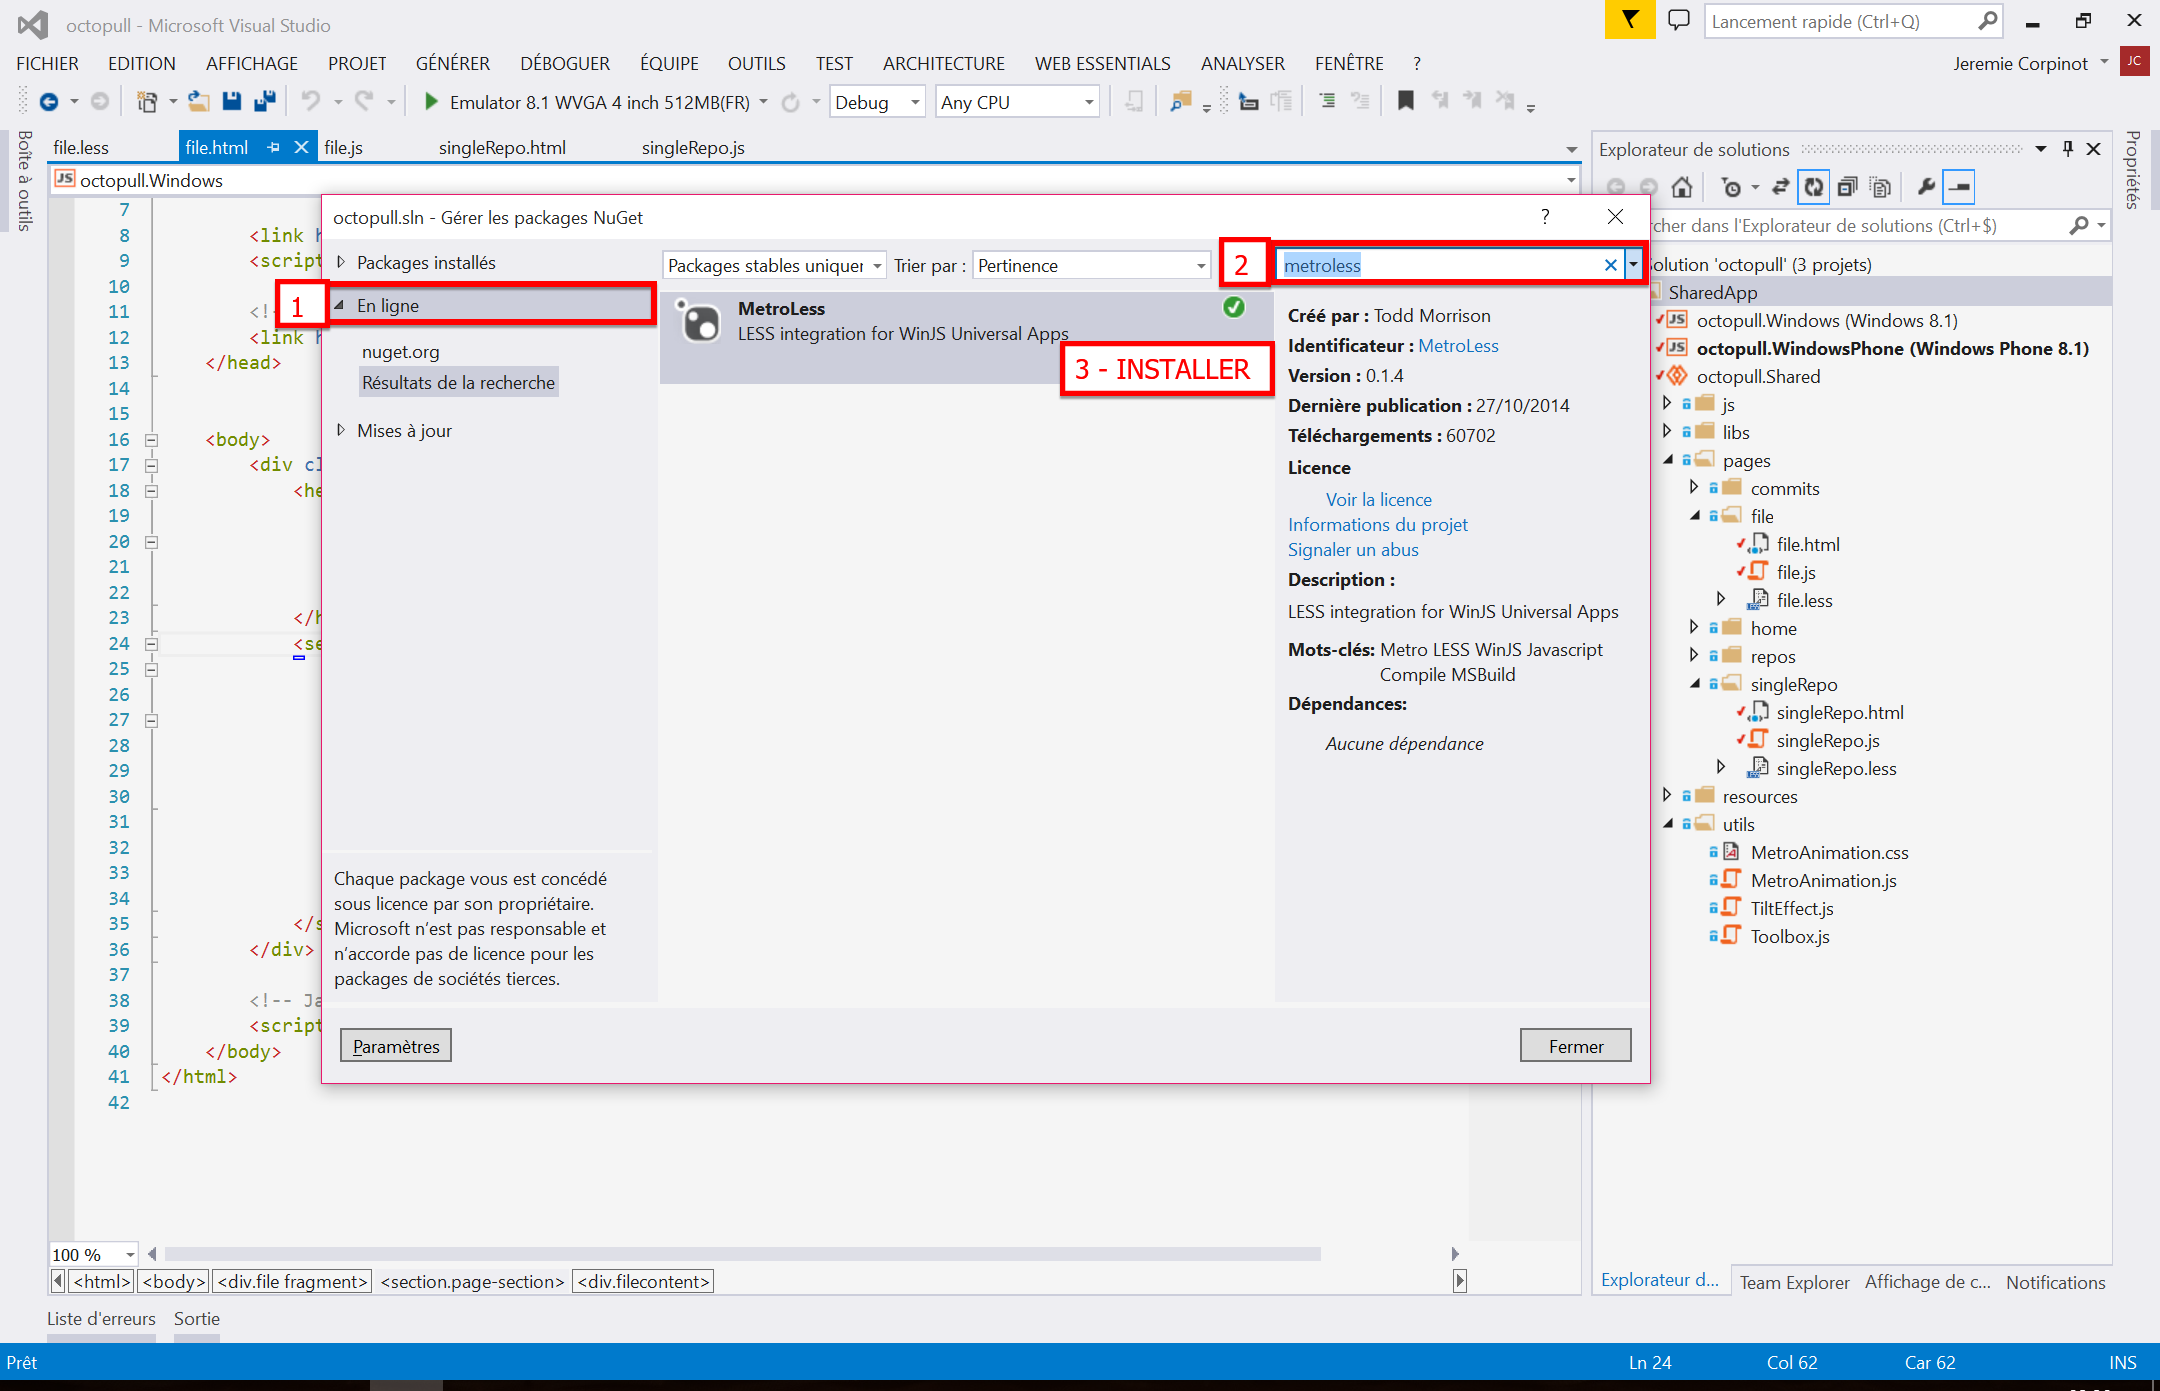 octopull - Microsoft Visual Studio
Lancement rapide (Ctrl+Q)
FICHIER EDITION AFFICHAGE PROJET GÉNÉRER DÉBOGUER ÉQUIPE OUTILS TEST ARCHITECTURE WEB ESSENTIALS ANALYSER FENÊTRE ?
Jeremie Corpinot JC
Emulator 8.1 WVGA 4 inch 512MB(FR) Debug Any CPU
Boîte à outils
file.less file.html file.js singleRepo.html singleRepo.js
JS octopull.Windows
7
8 <link h
9 <script
10
11 <!-
12 <link h
13 </head>
14
15
16 <body>
17 <div cl
18 <he
19
20
21
22
23 </h
24 <se
25
26
27
28
29
30
31
32
33
34
35 </s
36 </div>
37
38 <!-- Ja
39 <script
40 </body>
41 </html>
42
octopull.sln - Gérer les packages NuGet
?
Packages installés
1 En ligne
nuget.org
Résultats de la recherche
Mises à jour
Chaque package vous est concédé
sous licence par son propriétaire.
Microsoft n'est pas responsable et
n'accorde pas de licence pour les
packages de sociétés tierces.
Paramètres
Packages stables uniquer Trier par : Pertinence
2 metroless
MetroLess
LESS integration for WinJS Universal Apps
3 - INSTALLER
Créé par : Todd Morrison
Identificateur : MetroLess
Version : 0.1.4
Dernière publication : 27/10/2014
Téléchargements : 60702
Licence
Voir la licence
Informations du projet
Signaler un abus
Description :
LESS integration for WinJS Universal Apps
Mots-clés: Metro LESS WinJS Javascript
Compile MSBuild
Dépendances:
Aucune dépendance
Fermer
Explorateur de solutions
Propriétés
cher dans l'Explorateur de solutions (Ctrl+$)
olution 'octopull' (3 projets)
SharedApp
JS octopull.Windows (Windows 8.1)
JS octopull.WindowsPhone (Windows Phone 8.1)
octopull.Shared
js
libs
pages
commits
file
file.html
file.js
file.less
home
repos
singleRepo
singleRepo.html
singleRepo.js
singleRepo.less
resources
utils
MetroAnimation.css
MetroAnimation.js
TiltEffect.js
Toolbox.js
100 %
<html> <body> <div.file fragment> <section.page-section> <div.filecontent>
Explorateur d... Team Explorer Affichage de c... Notifications
Liste d'erreurs Sortie
Prêt Ln 24 Col 62 Car 62 INS